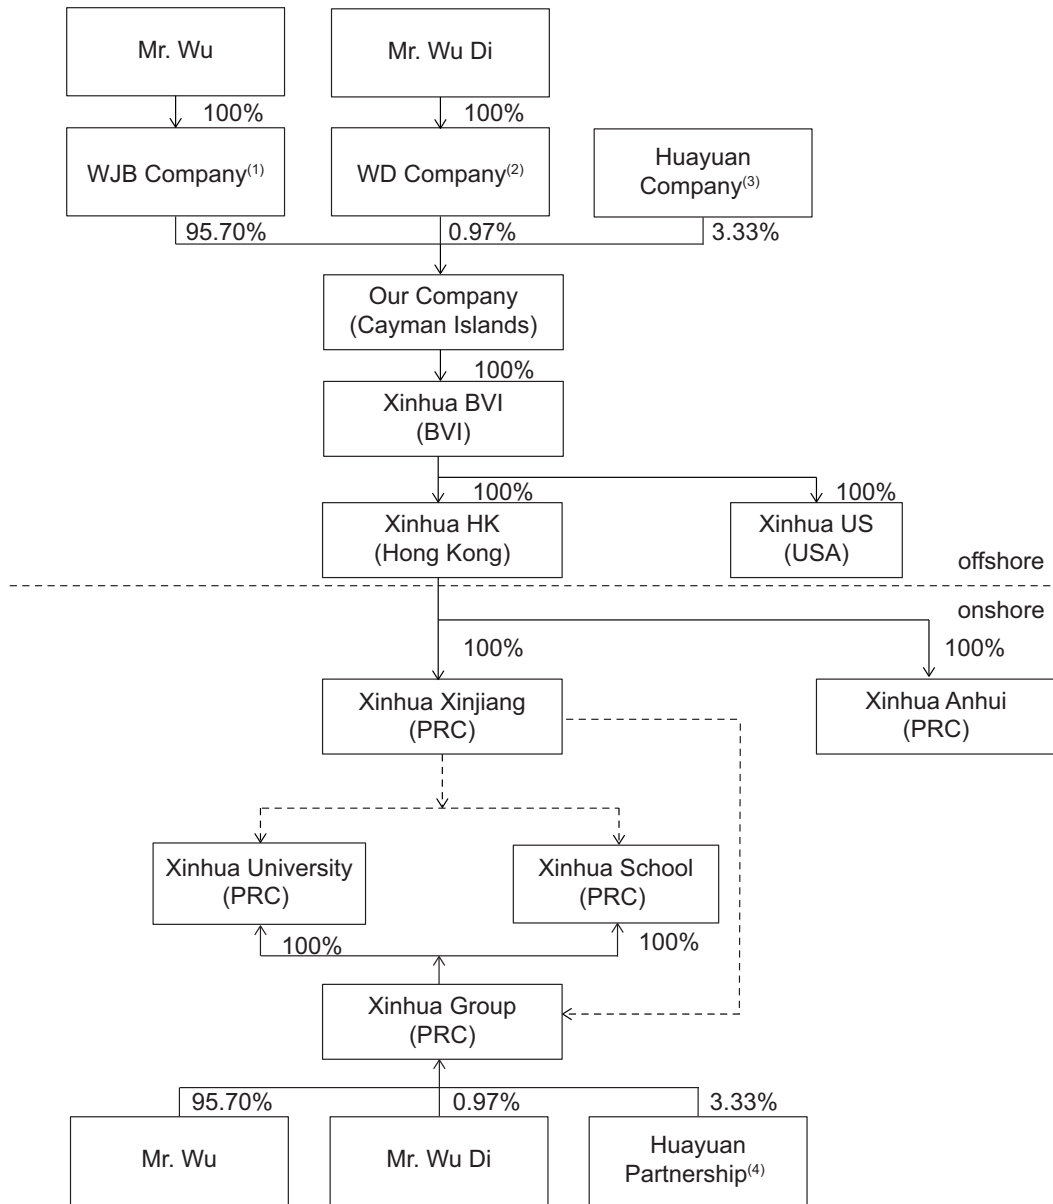 Mr. Wu
Mr. Wu Di
100%
100%
WJB Company(1)
WD Company(2)
Huayuan
Company(3)
95.70%
0.97%
3.33%
Our Company
(Cayman Islands)
100%
Xinhua BVI
(BVI)
100%
100%
Xinhua HK
(Hong Kong)
Xinhua US
(USA)
offshore
onshore
100%
100%
Xinhua Xinjiang
(PRC)
Xinhua Anhui
(PRC)
Xinhua University
(PRC)
Xinhua School
(PRC)
100%
100%
Xinhua Group
(PRC)
95.70%
0.97%
3.33%
Mr. Wu
Mr. Wu Di
Huayuan
Partnership(4)